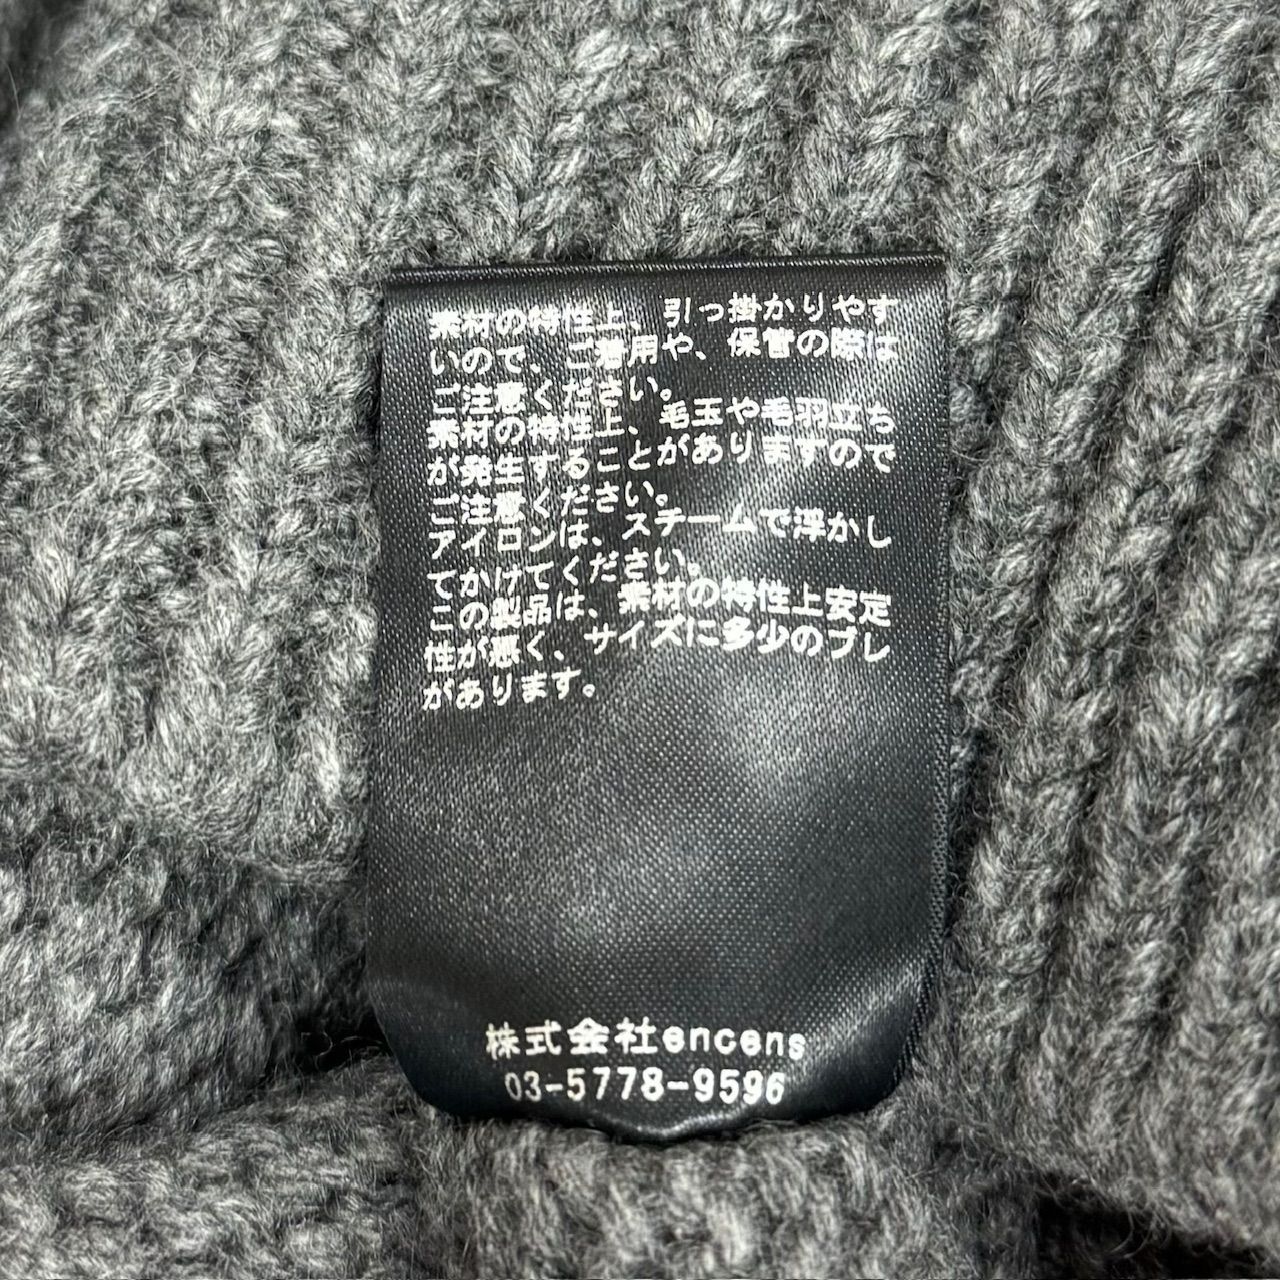 素材の特性上、引っ掛かりやす
いので、ご着用や、保管の際は
ご注意ください。
素材の特性上、毛玉や毛羽立ち
が発生することがありますので
ご注意ください。
アイロンは、スチームで浮かし
てかけてください。
この製品は、素材の特性上安定
性が悪く、サイズに多少のブレ
があります。
株式会社encens
03-5778-9596